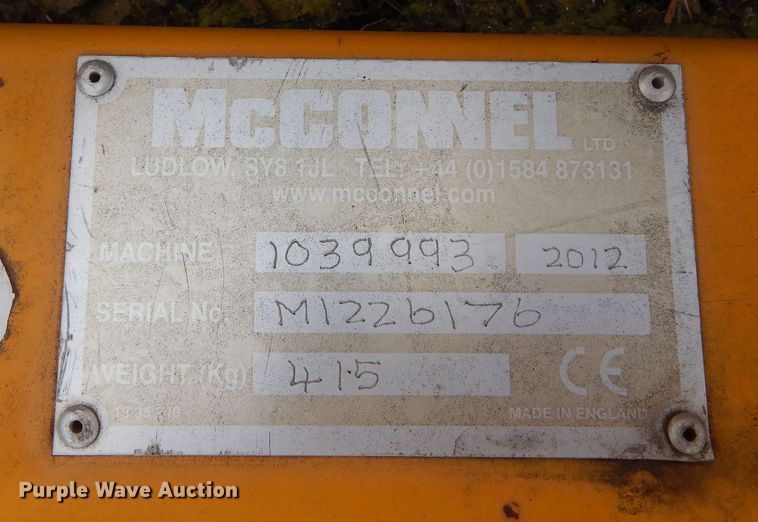 McCONNEL LTD.
LUDLOW, SY8 1JL - TEL: +44 (0)1584 873131
www.mcconnel.com
MACHINE 1039993 2012
SERIAL No. M1226176
WEIGHT (Kg) 415
CE
MADE IN ENGLAND
Purple Wave Auction